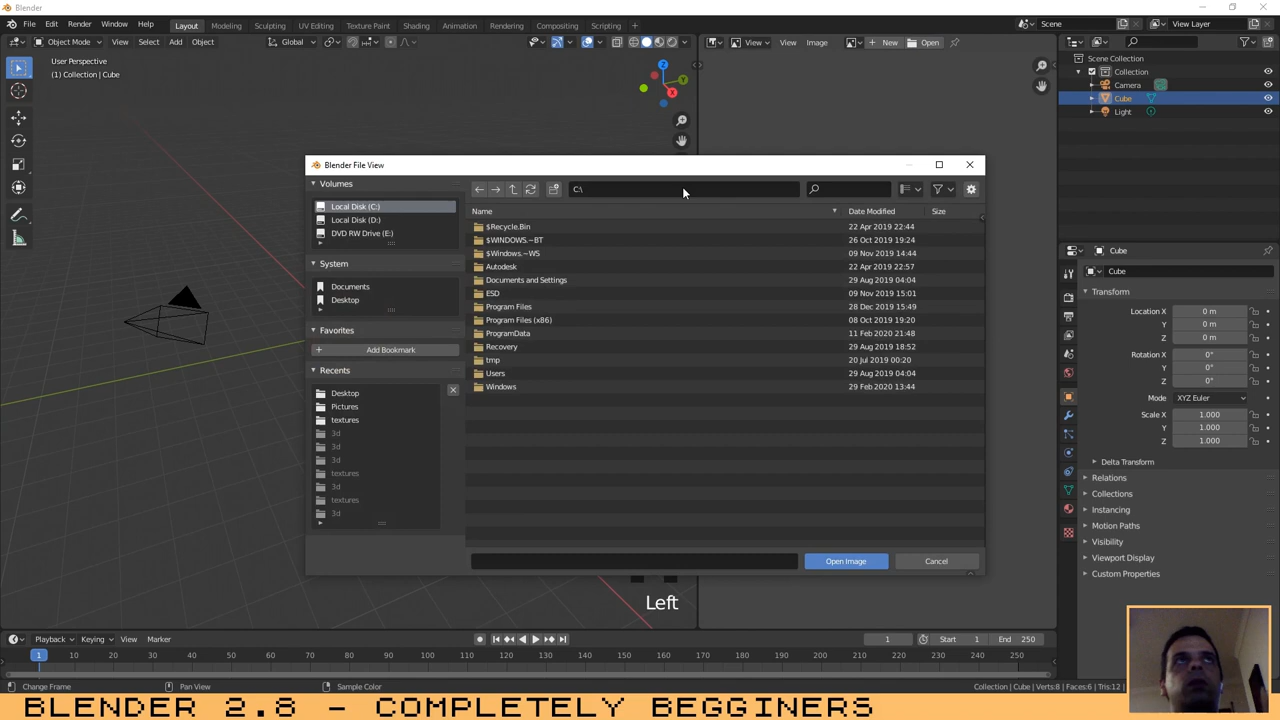 Blender
File Edit Render Window Help Layout Modeling Sculpting UV Editing Texture Paint Shading Animation Rendering Compositing Scripting + Scene View Layer
Object Mode View Select Add Object Global View View Image New Open
User Perspective
(1) Collection | Cube
Z
Y
X
Scene Collection
Collection
Camera
Cube
Light
Blender File View
Volumes
Local Disk (C:)
Local Disk (D:)
DVD RW Drive (E:)
System
Documents
Desktop
Favorites
+ Add Bookmark
Recents
Desktop
Pictures
textures
3d
3d
3d
textures
3d
textures
3d
C:\
Name Date Modified Size
$Recycle.Bin 22 Apr 2019 22:44
$WINDOWS.~BT 26 Oct 2019 19:24
$Windows.~WS 09 Nov 2019 14:44
Autodesk 22 Apr 2019 22:57
Documents and Settings 29 Aug 2019 04:04
ESD 09 Nov 2019 15:01
Program Files 28 Dec 2019 15:49
Program Files (x86) 08 Oct 2019 19:20
ProgramData 11 Feb 2020 21:48
Recovery 29 Aug 2019 18:52
tmp 20 Jul 2019 00:20
Users 29 Aug 2019 04:04
Windows 29 Feb 2020 13:44
Open Image Cancel
Cube
Cube
Transform
Location X 0 m
Y 0 m
Z 0 m
Rotation X 0°
Y 0°
Z 0°
Mode XYZ Euler
Scale X 1.000
Y 1.000
Z 1.000
Delta Transform
Relations
Collections
Instancing
Motion Paths
Visibility
Viewport Display
Custom Properties
Left
Playback Keying View Marker 1 Start 1 End 250
1 10 20 30 40 50 60 70 80 90 100 110 120 130 140 150 160 170 180 190 200 210 220 230 240 250
Change Frame Pan View Sample Color Collection | Cube | Verts:8 | Faces:6 | Tris:12 |
BLENDER 2.8 - COMPLETELY BEGGINERS